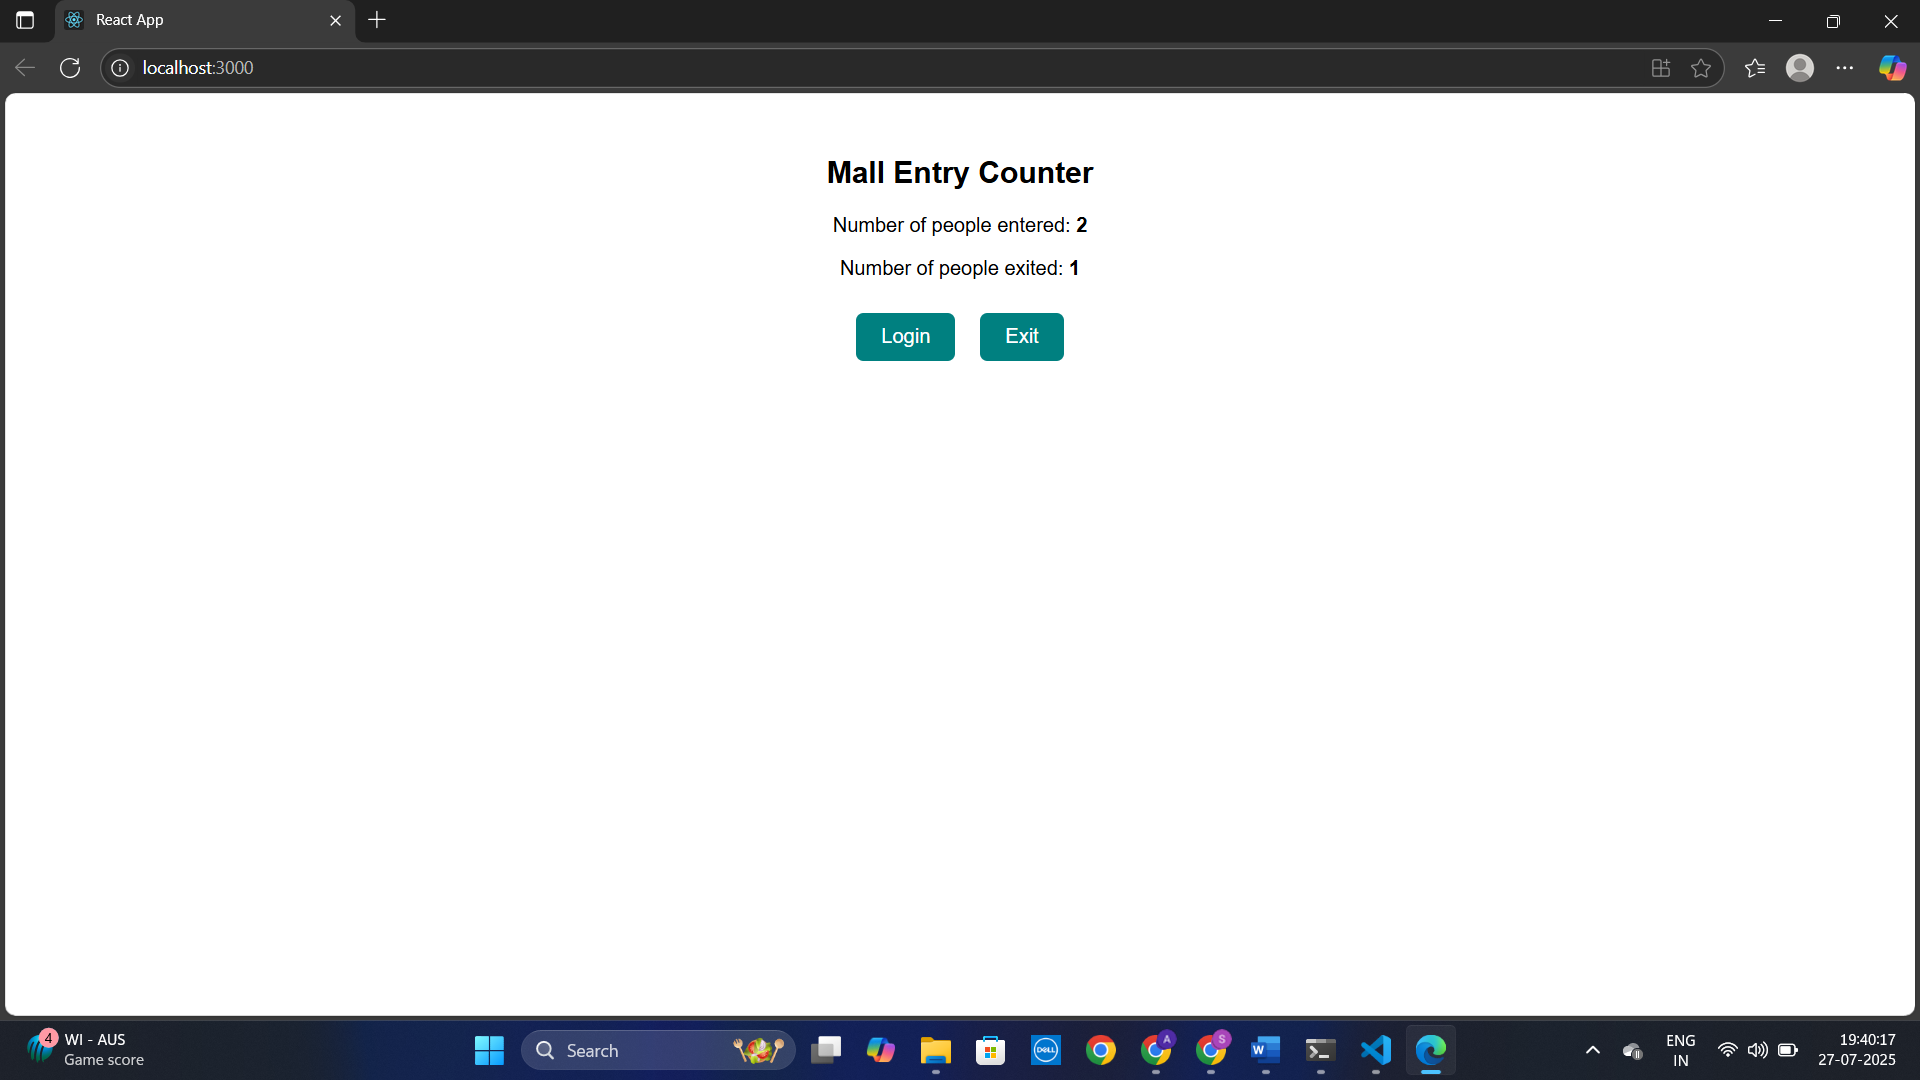 React App
localhost:3000
Mall Entry Counter
Number of people entered: 2
Number of people exited: 1
Login Exit
4
WI - AUS
Game score
Search
DELL
A
S
W
ENG
IN
19:40:17
27-07-2025